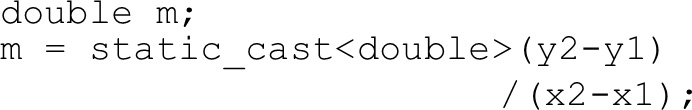 double m;
m = static_cast<double>(y2-y1)
/(x2-x1);